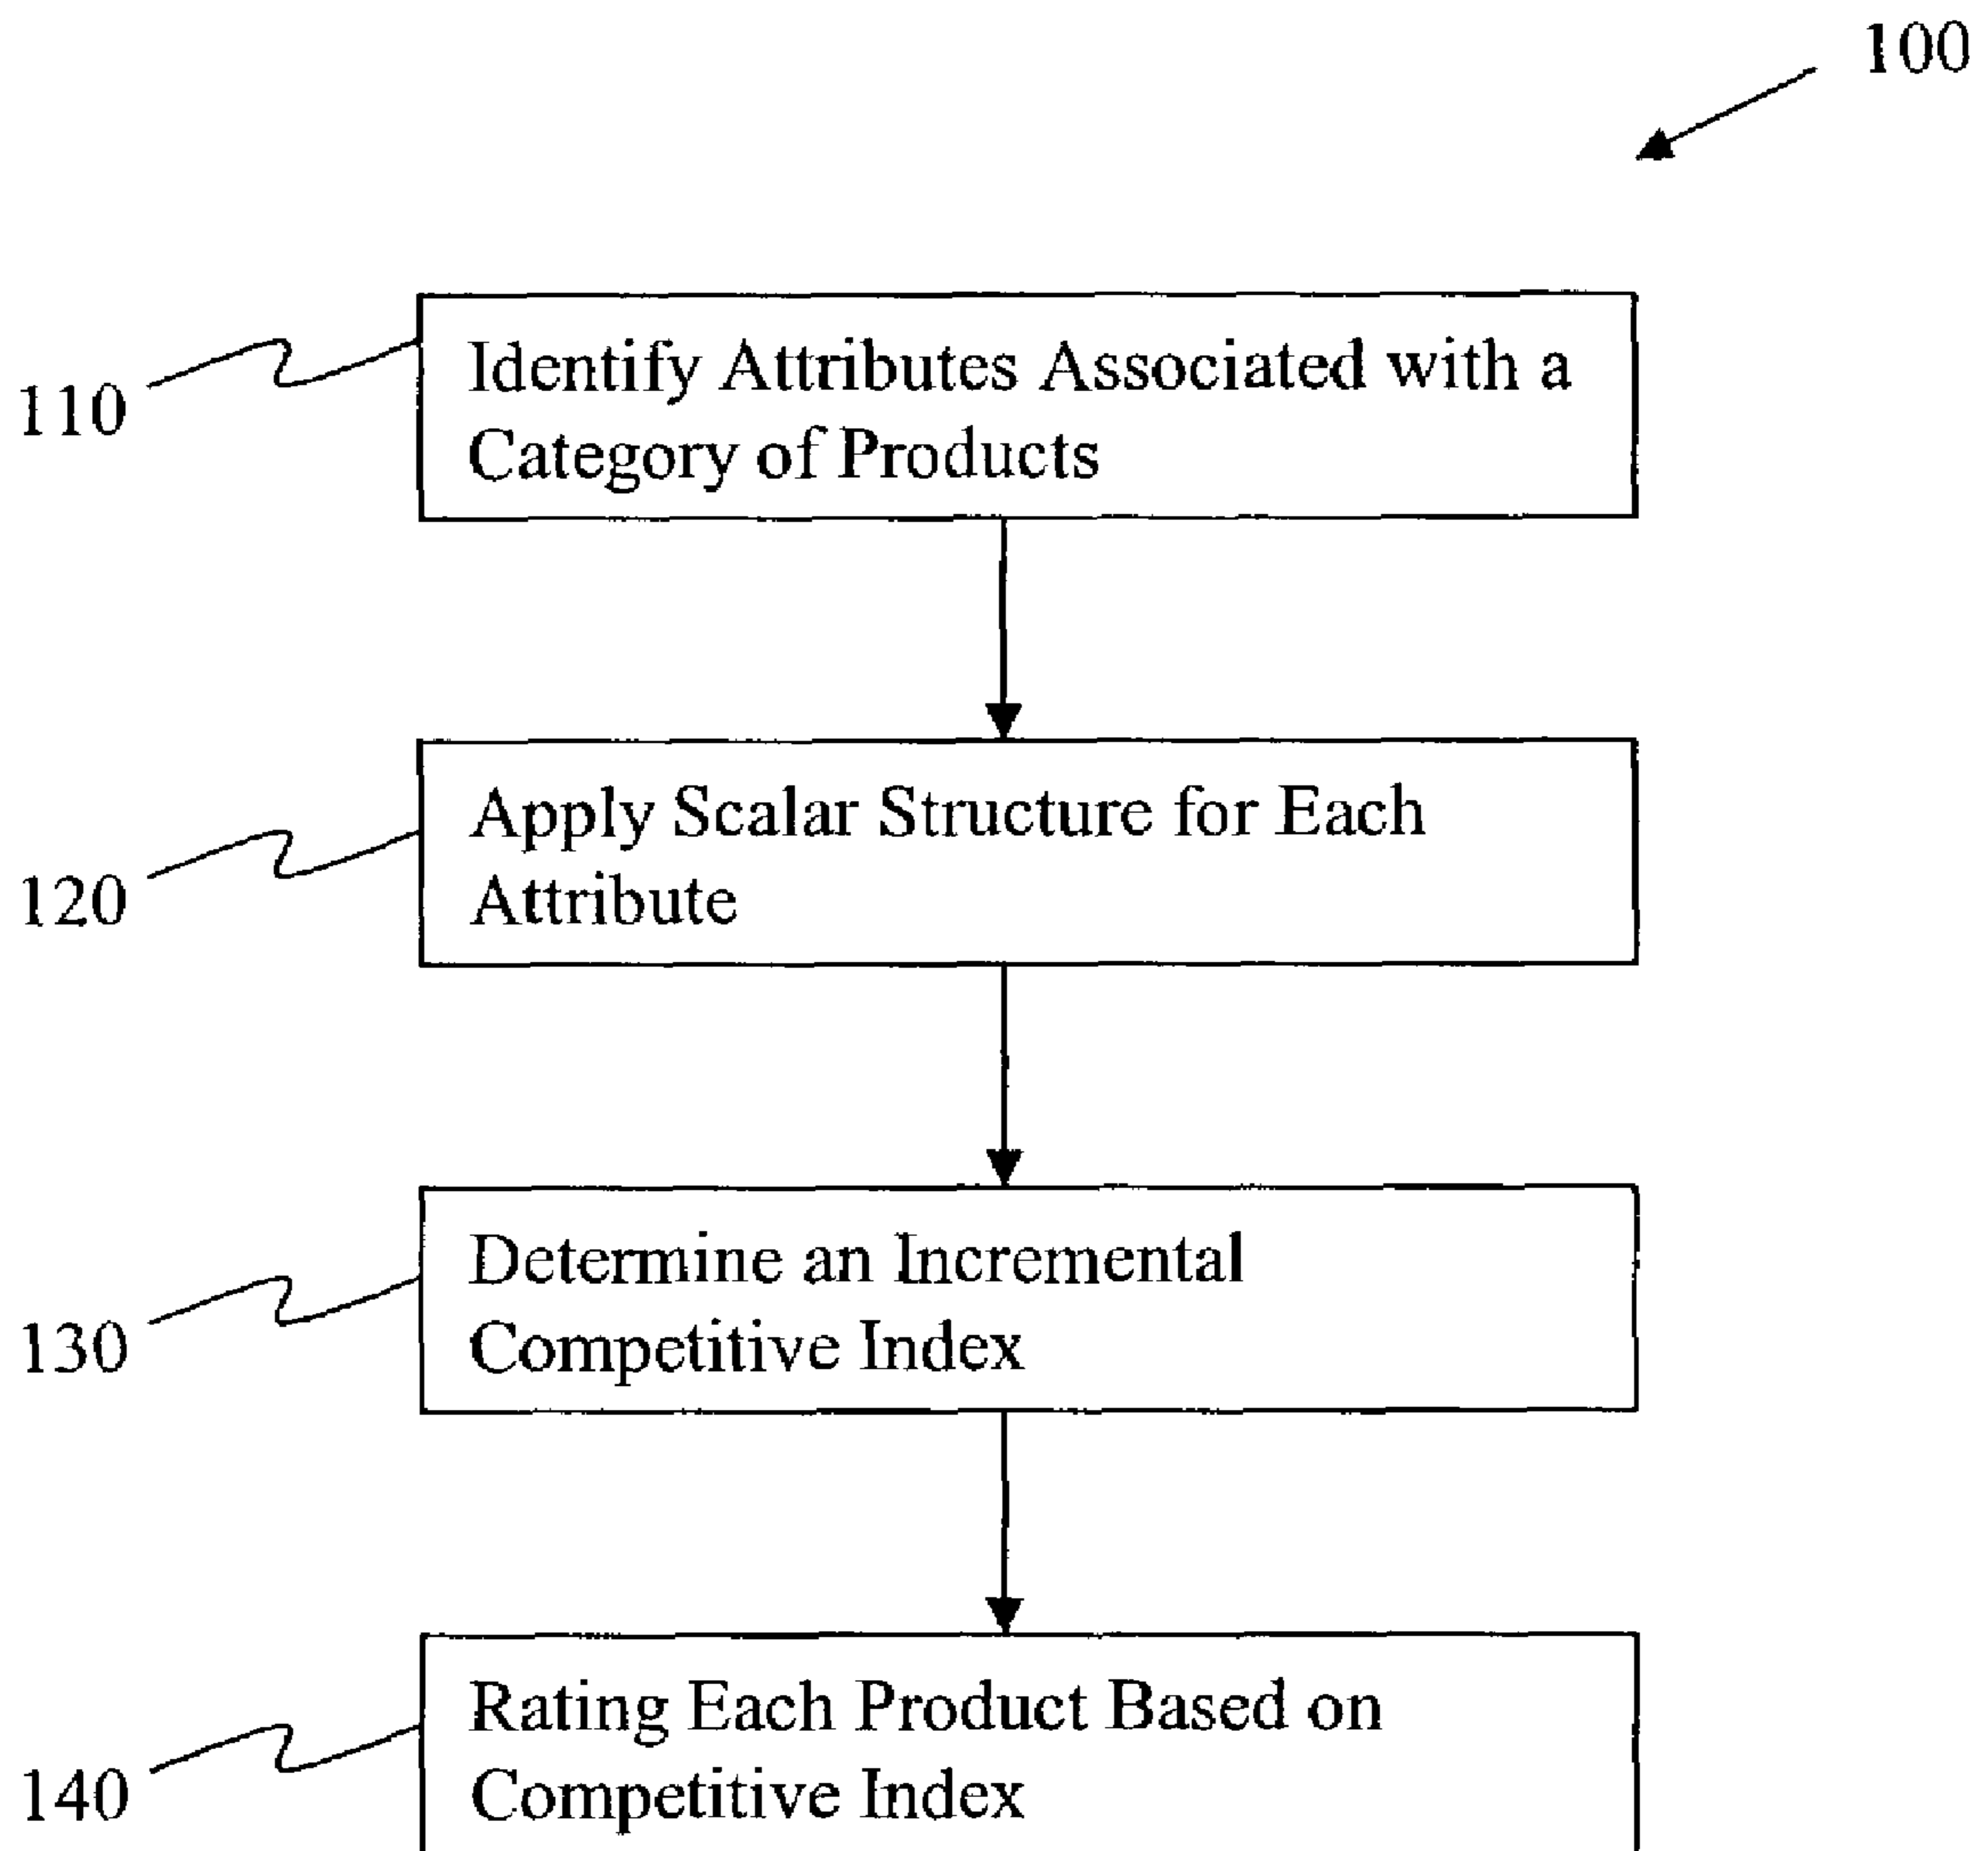 100
110
Identify Attributes Associated with a
Category of Products
120
Apply Scalar Structure for Each
Attribute
130
Determine an Incremental
Competitive Index
140
Rating Each Product Based on
Competitive Index